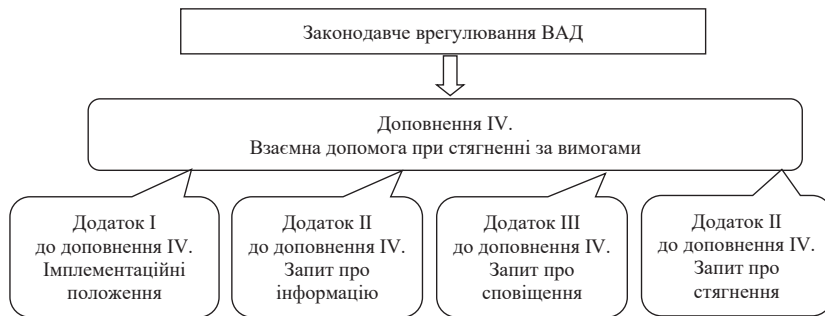 Законодавче врегулювання ВАД
Доповнення IV.
Взаємна допомога при стягненні за вимогами
Додаток I
до доповнення IV.
Імплементаційні
положення
Додаток II
до доповнення IV.
Запит про
інформацію
Додаток III
до доповнення IV.
Запит про
сповіщення
Додаток II
до доповнення IV.
Запит про
стягнення